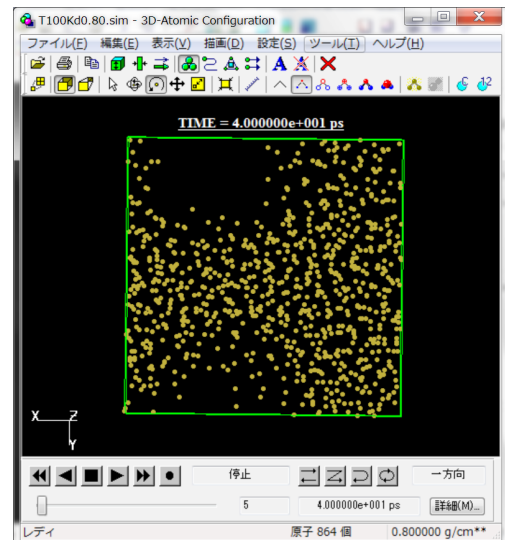 T100Kd0.80.sim - 3D-Atomic Configuration
ファイル(F) 編集(E) 表示(V) 描画(D) 設定(S) ツール(T) ヘルプ(H)
A
C 12
TIME = 4.000000e+001 ps
X Z
Y
停止 一方向
5 4.000000e+001 ps 詳細(M)...
レディ 原子 864 個 0.800000 g/cm**